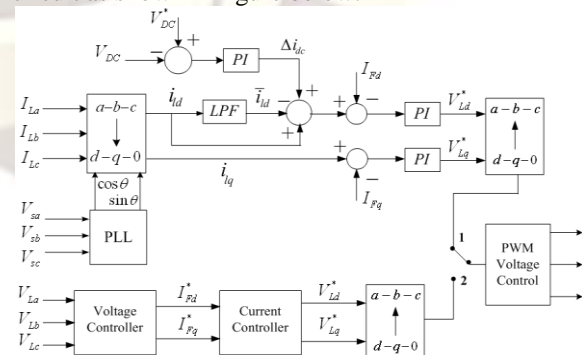 V*DC
VDC
−
+
PI
Δidc
ILa
ILb
ILc
a−b−c
d−q−0
ild
LPF
īld
+
−
+
IFd
+
−
PI
V*Ld
ilq
+
−
IFq
PI
V*Lq
a−b−c
d−q−0
cosθ
sinθ
Vsa
Vsb
Vsc
PLL
1
2
PWM
Voltage
Control
VLa
VLb
VLc
Voltage
Controller
I*Fd
I*Fq
Current
Controller
V*Ld
V*Lq
a−b−c
d−q−0